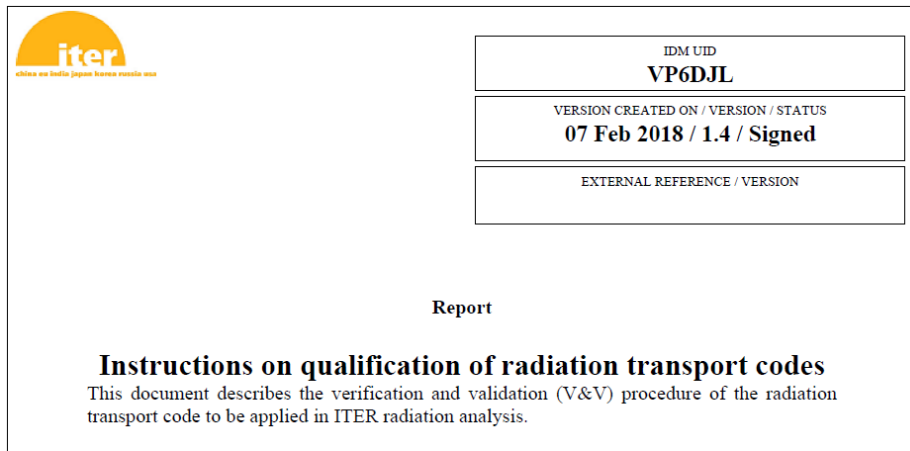 iter
china eu india japan korea russia usa
IDM UID
VP6DJL
VERSION CREATED ON / VERSION / STATUS
07 Feb 2018 / 1.4 / Signed
EXTERNAL REFERENCE / VERSION
Report
Instructions on qualification of radiation transport codes
This document describes the verification and validation (V&V) procedure of the radiation
transport code to be applied in ITER radiation analysis.